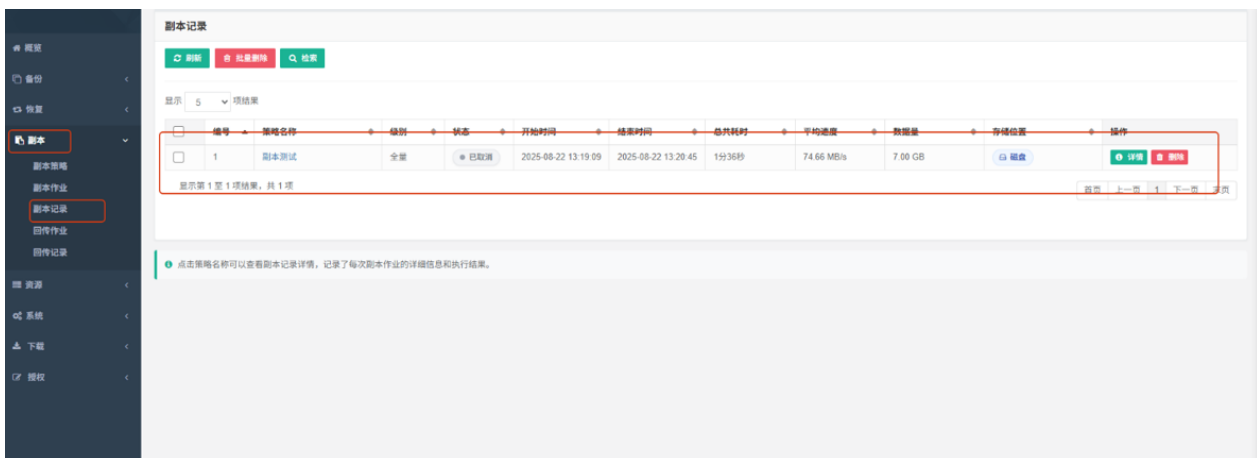 概览
备份
恢复
副本
副本策略
副本作业
副本记录
回传作业
回传记录
资源
系统
下载
授权
副本记录
刷新 批量删除 检索
显示 5 项结果
编号 策略名称 级别 状态 开始时间 结束时间 总共耗时 平均速度 数据量 存储位置 操作
1 副本测试 全量 已取消 2025-08-22 13:19:09 2025-08-22 13:20:45 1分36秒 74.66 MB/s 7.00 GB 磁盘 详情 删除
显示第 1 至 1 项结果，共 1 项
首页 上一页 1 下一页 末页
点击策略名称可以查看副本记录详情，记录了每次副本作业的详细信息和执行结果。